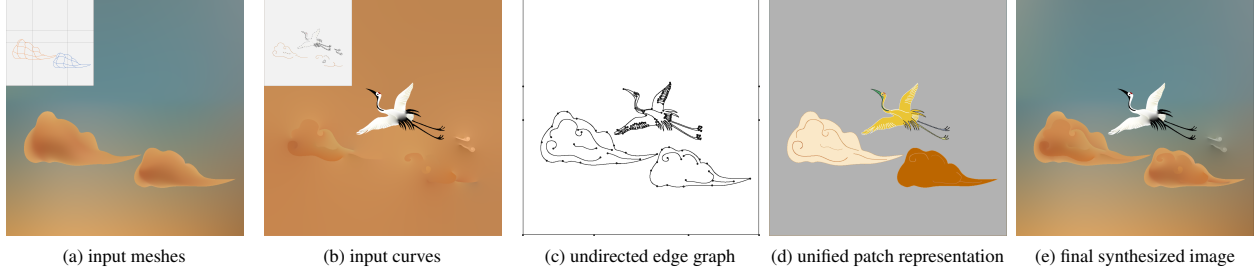 (a) input meshes
(b) input curves
(c) undirected edge graph
(d) unified patch representation
(e) final synthesized image